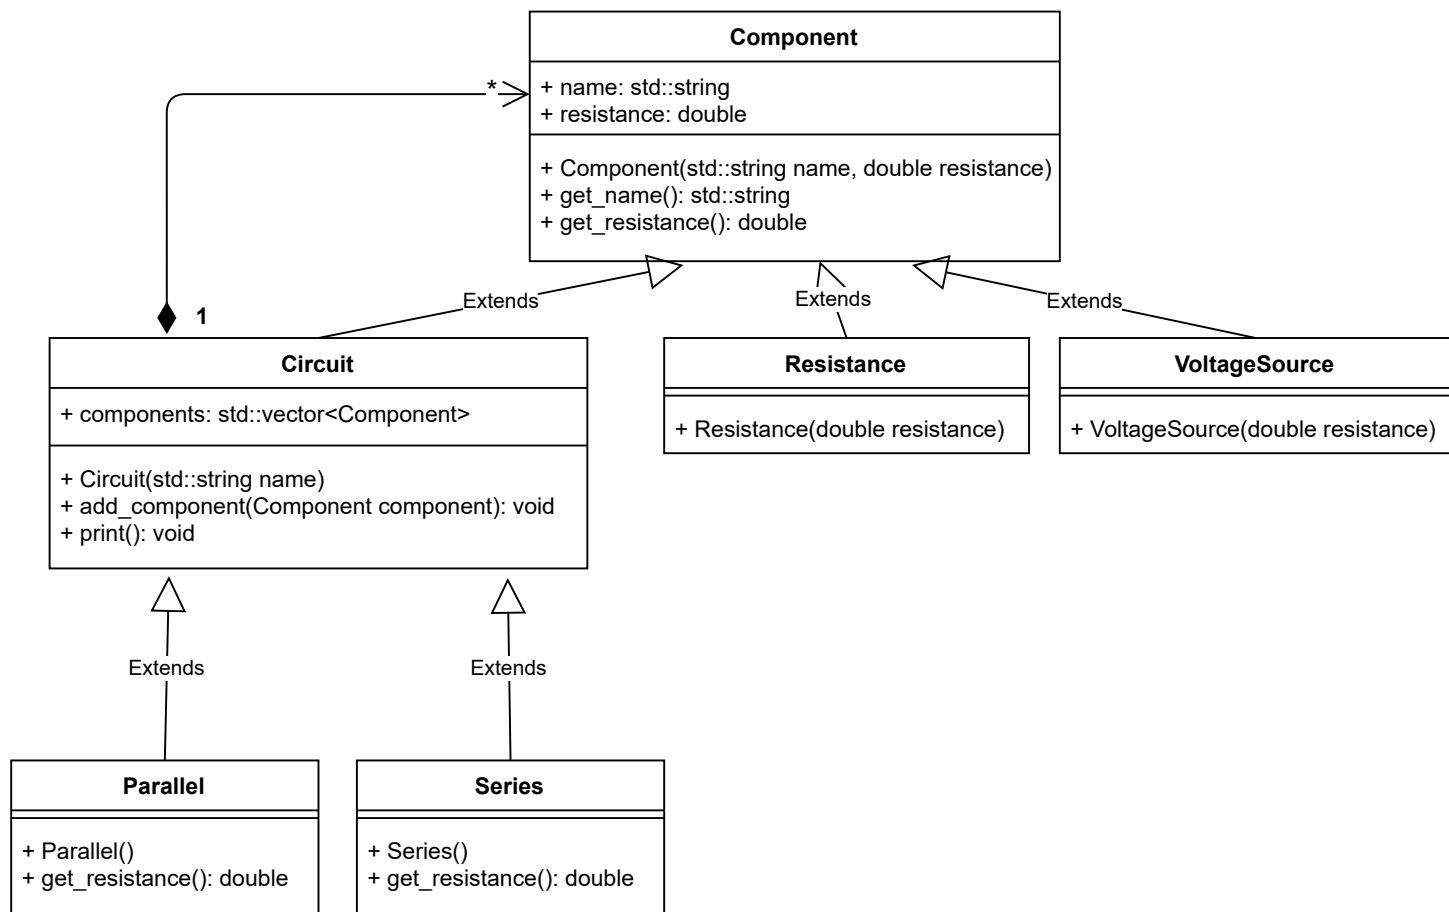 Component
+ name: std::string
+ resistance: double
+ Component(std::string name, double resistance)
+ get_name(): std::string
+ get_resistance(): double
*
1
Extends
Extends
Extends
Circuit
+ components: std::vector<Component>
+ Circuit(std::string name)
+ add_component(Component component): void
+ print(): void
Resistance
+ Resistance(double resistance)
VoltageSource
+ VoltageSource(double resistance)
Extends
Extends
Parallel
+ Parallel()
+ get_resistance(): double
Series
+ Series()
+ get_resistance(): double